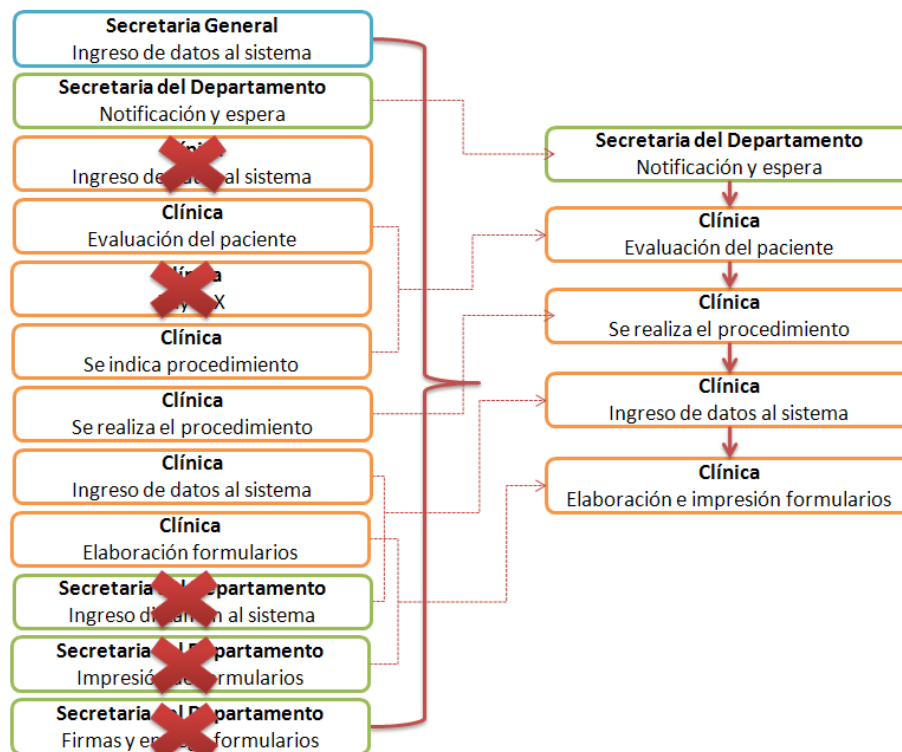 Secretaria General
Ingreso de datos al sistema
Secretaria del Departamento
Notificación y espera
Ingreso de al sistema
Clínica
Evaluación del paciente
X
Clínica
Se indica procedimiento
Clínica
Se realiza el procedimiento
Clínica
Ingreso de datos al sistema
Clínica
Elaboración formularios
Secretaria Departamento
Ingreso al sistema
Secretaria Departamento
Impresión formularios
Secretaria Departamento
Firmas y formularios
Secretaria del Departamento
Notificación y espera
Clínica
Evaluación del paciente
Clínica
Se realiza el procedimiento
Clínica
Ingreso de datos al sistema
Clínica
Elaboración e impresión formularios